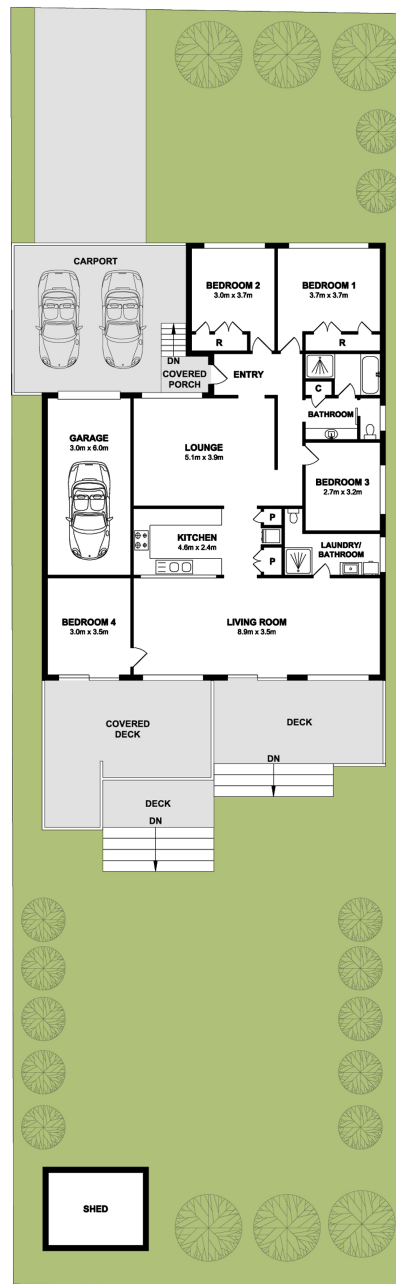 CARPORT
BEDROOM 2
3.0m x 3.7m
BEDROOM 1
3.7m x 3.7m
R
R
DN
COVERED
PORCH
ENTRY
C
BATHROOM
GARAGE
3.0m x 6.0m
LOUNGE
5.1m x 3.9m
BEDROOM 3
2.7m x 3.2m
P
KITCHEN
4.6m x 2.4m
P
LAUNDRY/
BATHROOM
BEDROOM 4
3.0m x 3.5m
LIVING ROOM
8.9m x 3.5m
COVERED
DECK
DECK
DN
DECK
DN
SHED